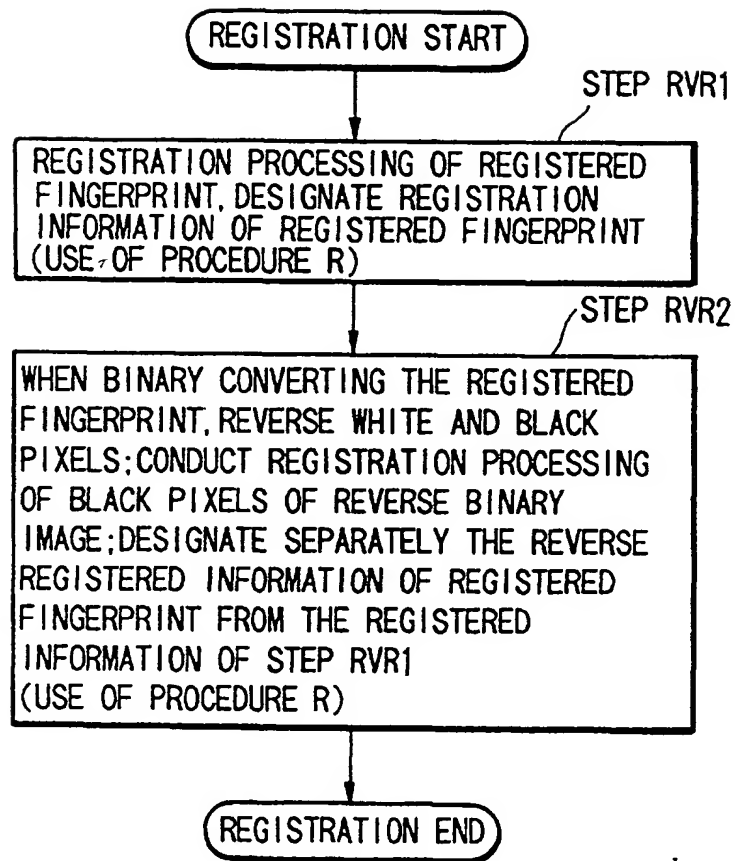 REGISTRATION START
STEP RVR1
REGISTRATION PROCESSING OF REGISTERED
FINGERPRINT, DESIGNATE REGISTRATION
INFORMATION OF REGISTERED FINGERPRINT
(USE OF PROCEDURE R)
STEP RVR2
WHEN BINARY CONVERTING THE REGISTERED
FINGERPRINT, REVERSE WHITE AND BLACK
PIXELS;CONDUCT REGISTRATION PROCESSING
OF BLACK PIXELS OF REVERSE BINARY
IMAGE;DESIGNATE SEPARATELY THE REVERSE
REGISTERED INFORMATION OF REGISTERED
FINGERPRINT FROM THE REGISTERED
INFORMATION OF STEP RVR1
(USE OF PROCEDURE R)
REGISTRATION END